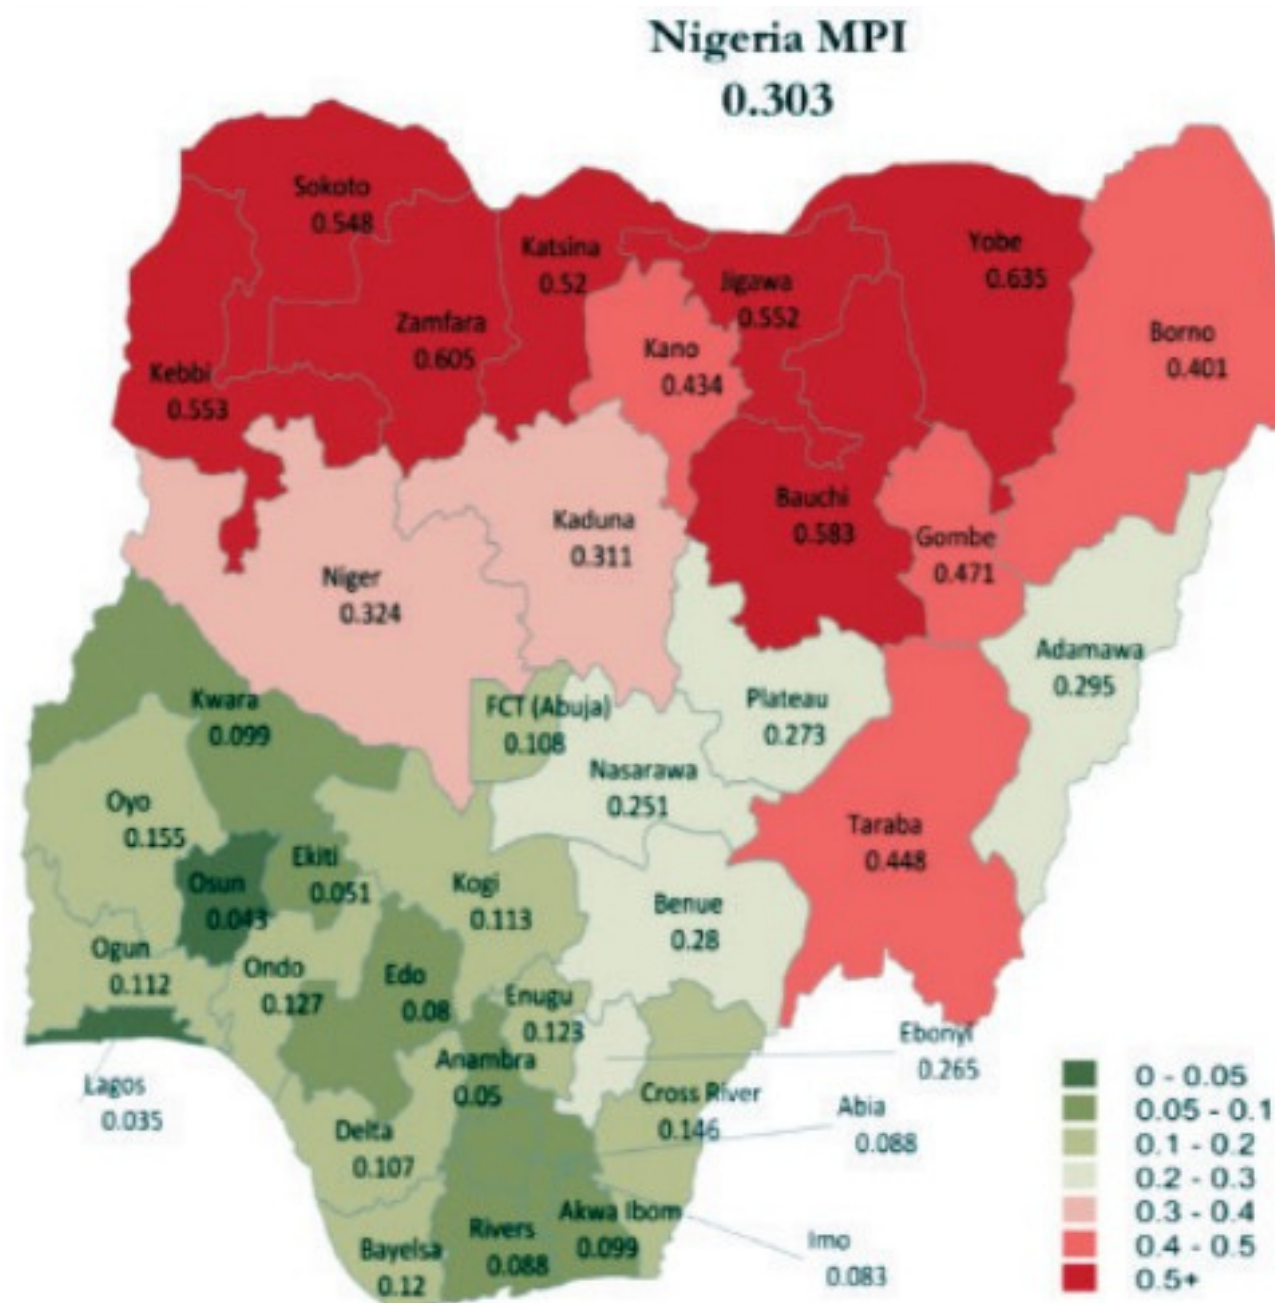 Nigeria MPI
0.303
Sokoto
0.548
Katsina
0.52
Yobe
0.635
Jigawa
0.552
Zamfara
0.605
Borno
0.401
Kano
0.434
Kebbi
0.553
Bauchi
0.583
Kaduna
0.311
Gombe
0.471
Niger
0.324
Adamawa
0.295
Kwara
0.099
FCT (Abuja)
0.108
Plateau
0.273
Nasarawa
0.251
Oyo
0.155
Taraba
0.448
Ekiti
0.051
Osun
0.043
Kogi
0.113
Benue
0.28
Ogun
0.112
Ondo
0.127
Edo
0.08
Enugu
0.123
Ebonyi
0.265
Anambra
0.05
Lagos
0.035
Cross River
0.146
Abia
0.088
Delta
0.107
Akwa Ibom
0.099
Rivers
0.088
Bayelsa
0.12
Imo
0.083
0 - 0.05
0.05 - 0.1
0.1 - 0.2
0.2 - 0.3
0.3 - 0.4
0.4 - 0.5
0.5+